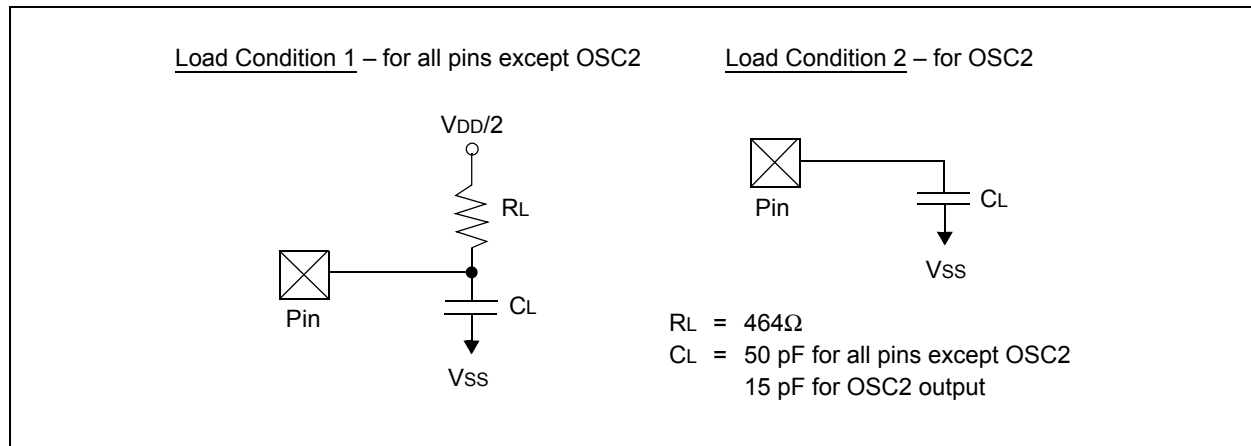 Load Condition 1 – for all pins except OSC2
VDD/2
RL
Pin
CL
VSS
Load Condition 2 – for OSC2
Pin
CL
VSS
RL = 464Ω
CL = 50 pF for all pins except OSC2
15 pF for OSC2 output